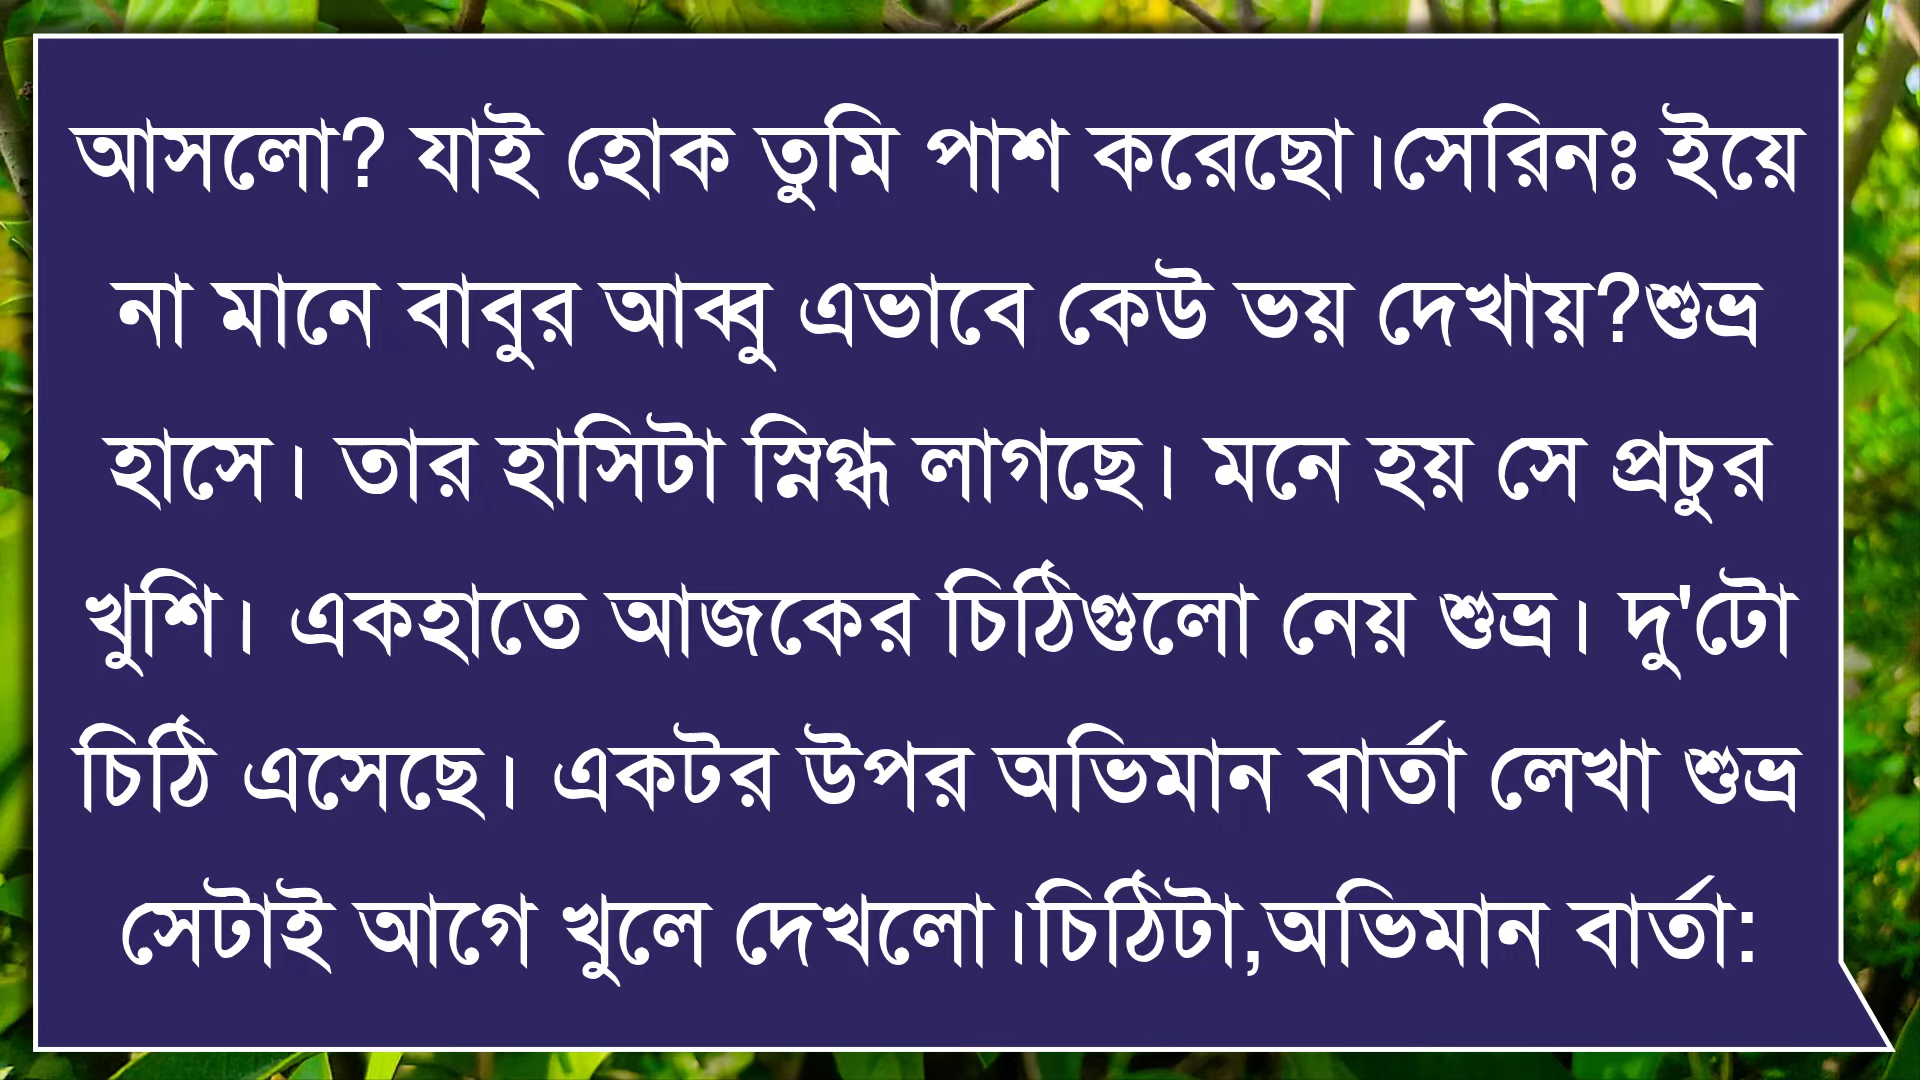 আসলো? যাই হোক তুমি পাশ করেছো।সেরিনঃ ইয়ে
না মানে বাবুর আব্বু এভাবে কেউ ভয় দেখায়?শুভ্র
হাসে। তার হাসিটা স্নিগ্ধ লাগছে। মনে হয় সে প্রচুর
খুশি। একহাতে আজকের চিঠিগুলো নেয় শুভ্র। দু'টো
চিঠি এসেছে। একটর উপর অভিমান বার্তা লেখা শুভ্র
সেটাই আগে খুলে দেখলো।চিঠিটা,অভিমান বার্তা: